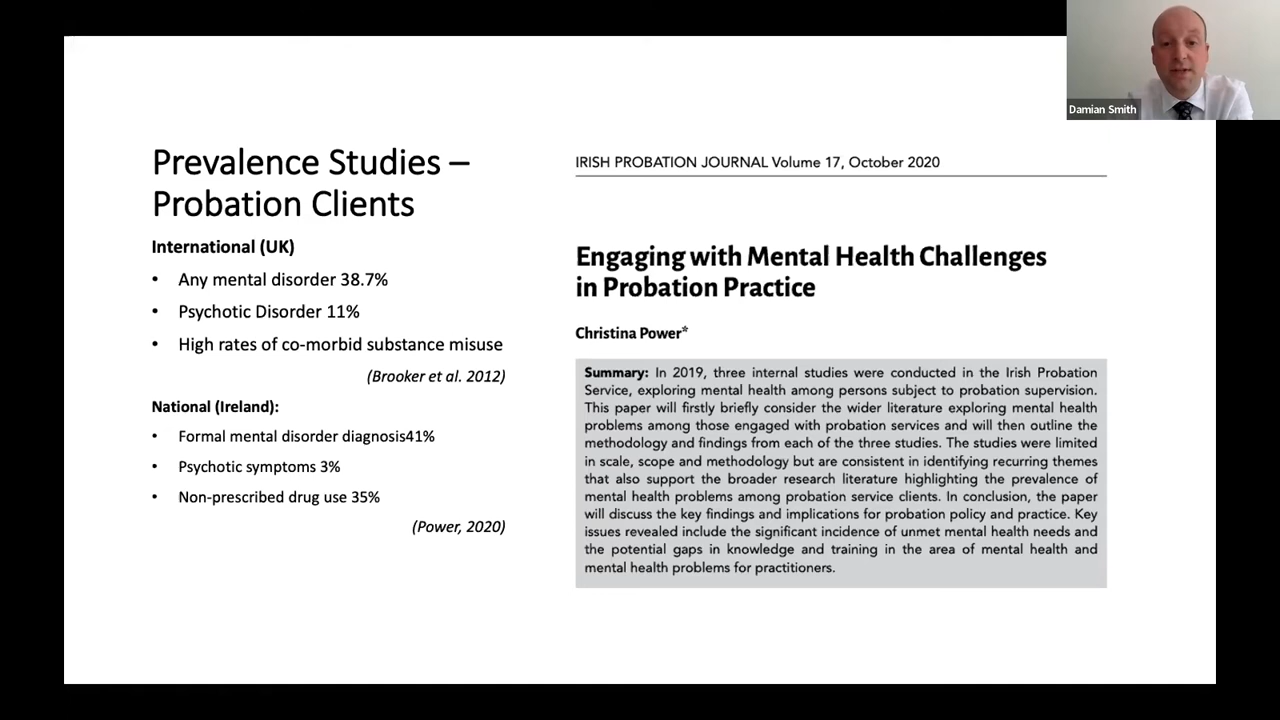 Damian Smith
Prevalence Studies –
Probation Clients
International (UK)
• Any mental disorder 38.7%
• Psychotic Disorder 11%
• High rates of co-morbid substance misuse
(Brooker et al. 2012)
National (Ireland):
• Formal mental disorder diagnosis41%
• Psychotic symptoms 3%
• Non-prescribed drug use 35%
(Power, 2020)
IRISH PROBATION JOURNAL Volume 17, October 2020
Engaging with Mental Health Challenges
in Probation Practice
Christina Power*
Summary: In 2019, three internal studies were conducted in the Irish Probation
Service, exploring mental health among persons subject to probation supervision.
This paper will firstly briefly consider the wider literature exploring mental health
problems among those engaged with probation services and will then outline the
methodology and findings from each of the three studies. The studies were limited
in scale, scope and methodology but are consistent in identifying recurring themes
that also support the broader research literature highlighting the prevalence of
mental health problems among probation service clients. In conclusion, the paper
will discuss the key findings and implications for probation policy and practice. Key
issues revealed include the significant incidence of unmet mental health needs and
the potential gaps in knowledge and training in the area of mental health and
mental health problems for practitioners.